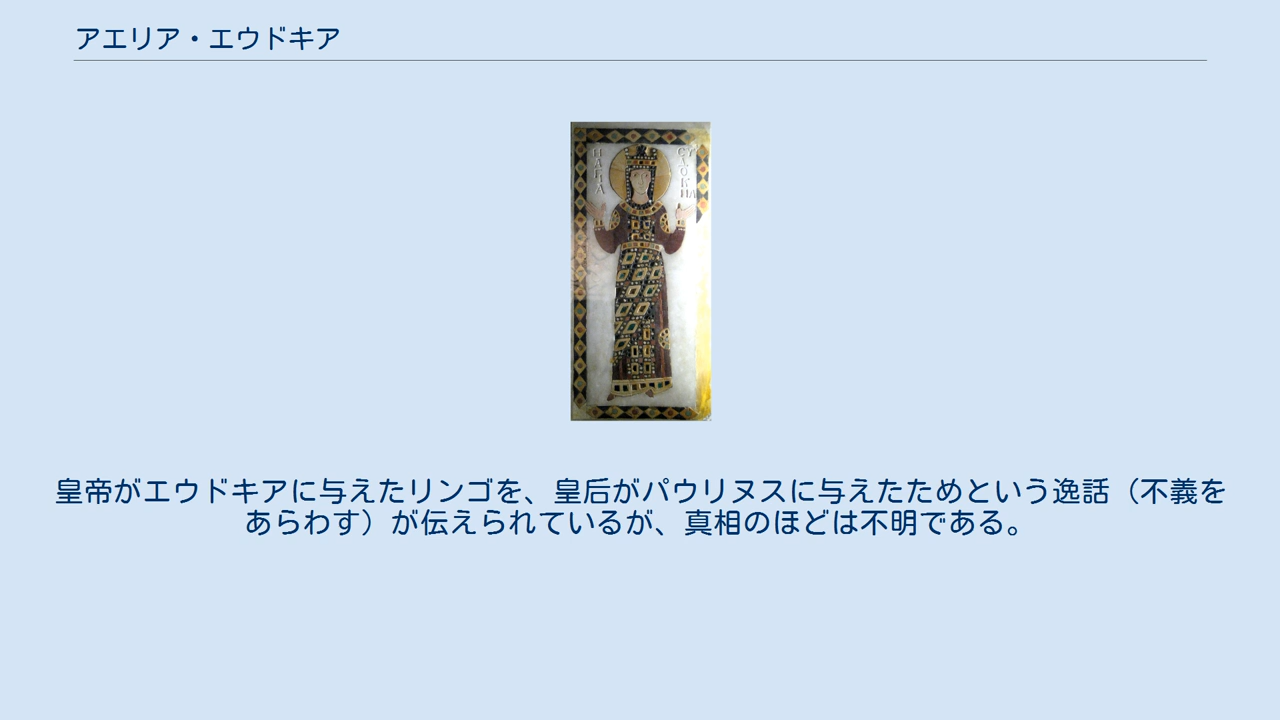 アエリア・エウドキア
皇帝がエウドキアに与えたリンゴを、皇后がパウリヌスに与えたためという逸話（不義を
あらわす）が伝えられているが、真相のほどは不明である。